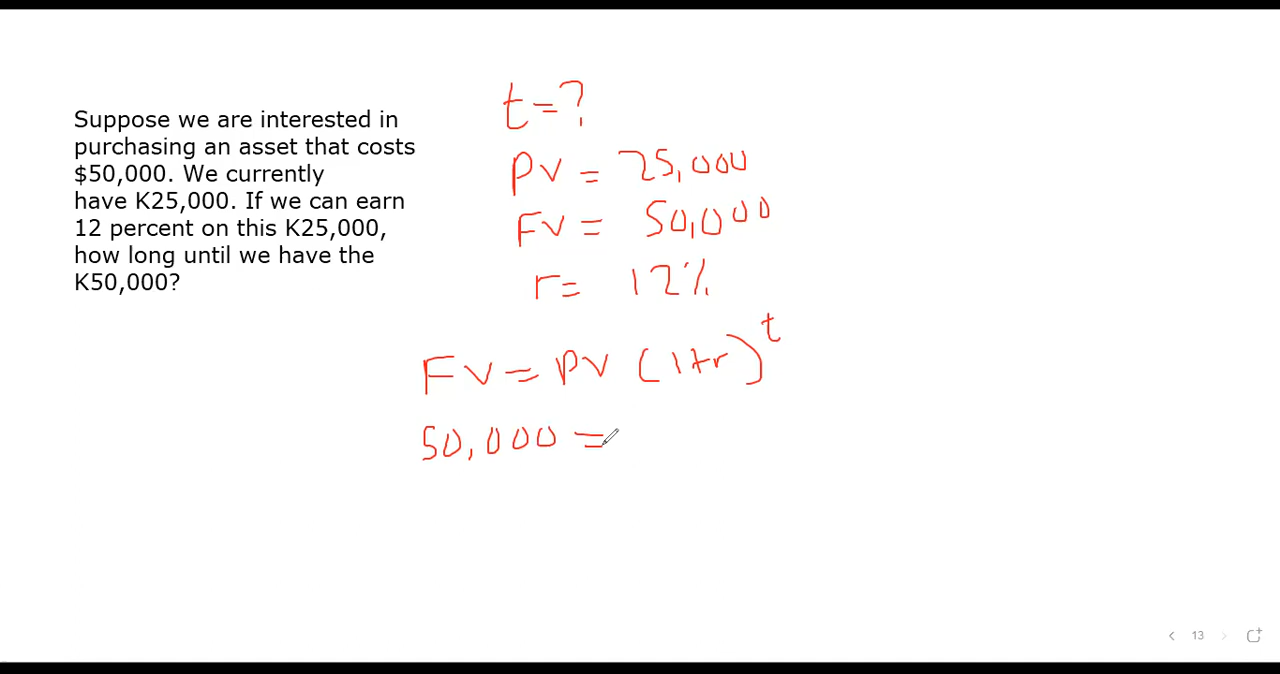 Suppose we are interested in
purchasing an asset that costs
$50,000. We currently
have K25,000. If we can earn
12 percent on this K25,000,
how long until we have the
K50,000?
t=?
PV = 25,000
FV = 50,000
r= 12%
FV = PV (1+r)^t
50,000 =
13